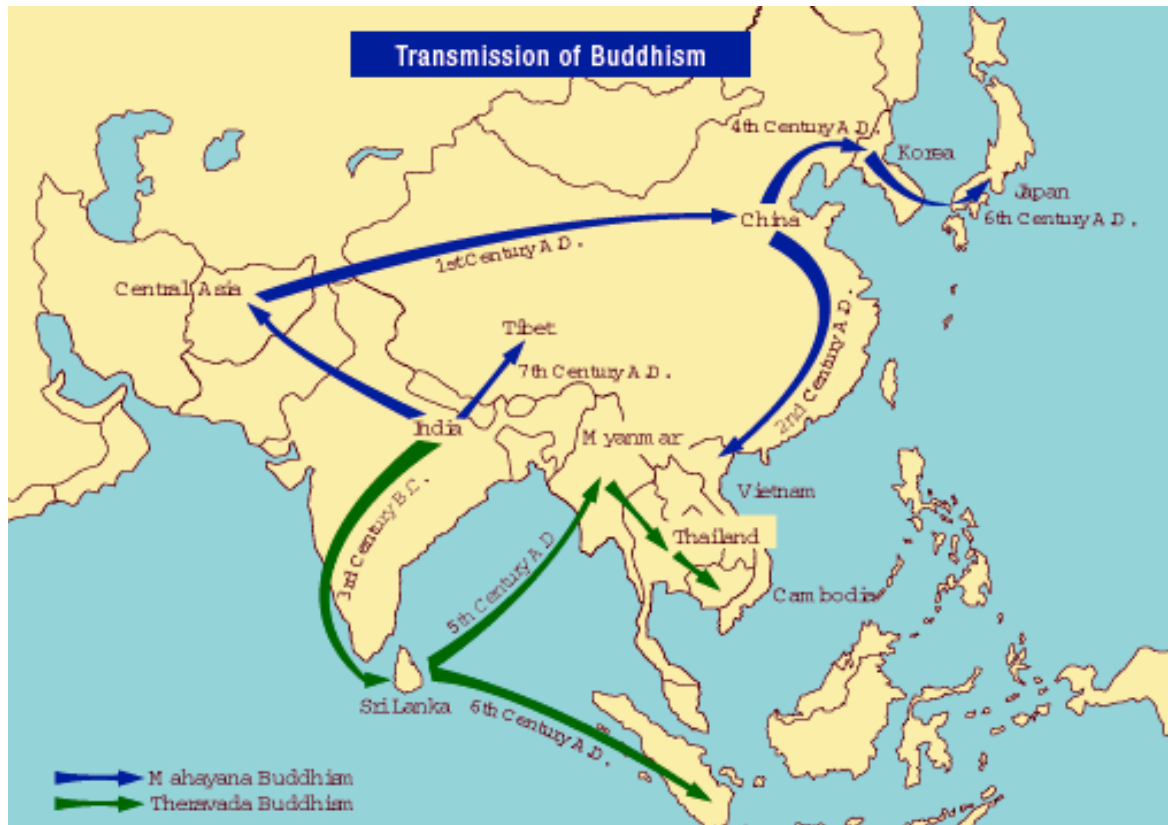 Transmission of Buddhism
4th Century A.D.
Korea
Japan
6th Century A.D.
China
1st Century A.D.
Central Asia
Tibet
7th Century A.D.
2nd Century A.D.
India
Myanmar
Vietnam
3rd Century B.C.
Thailand
5th Century A.D
Cambodia
Sri Lanka
6th Century A.D.
Mahayana Buddhism
Theravada Buddhism